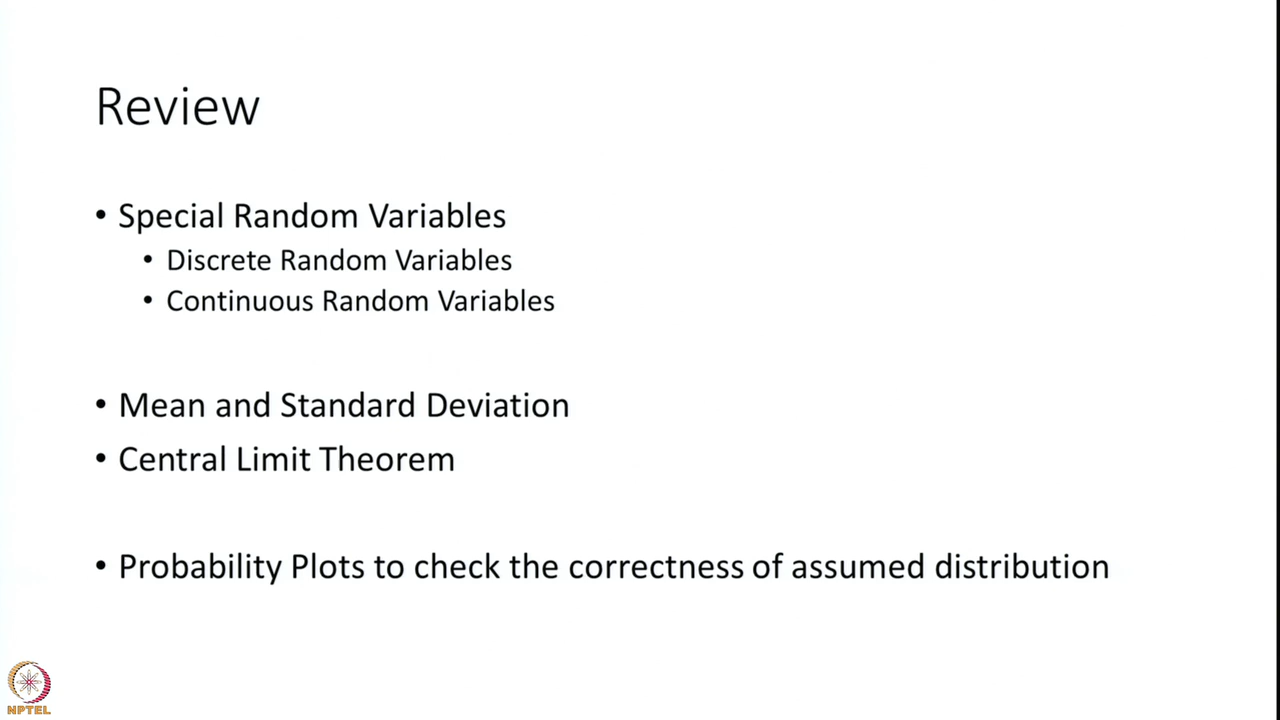 Review
• Special Random Variables
• Discrete Random Variables
• Continuous Random Variables
• Mean and Standard Deviation
• Central Limit Theorem
• Probability Plots to check the correctness of assumed distribution
NPTEL